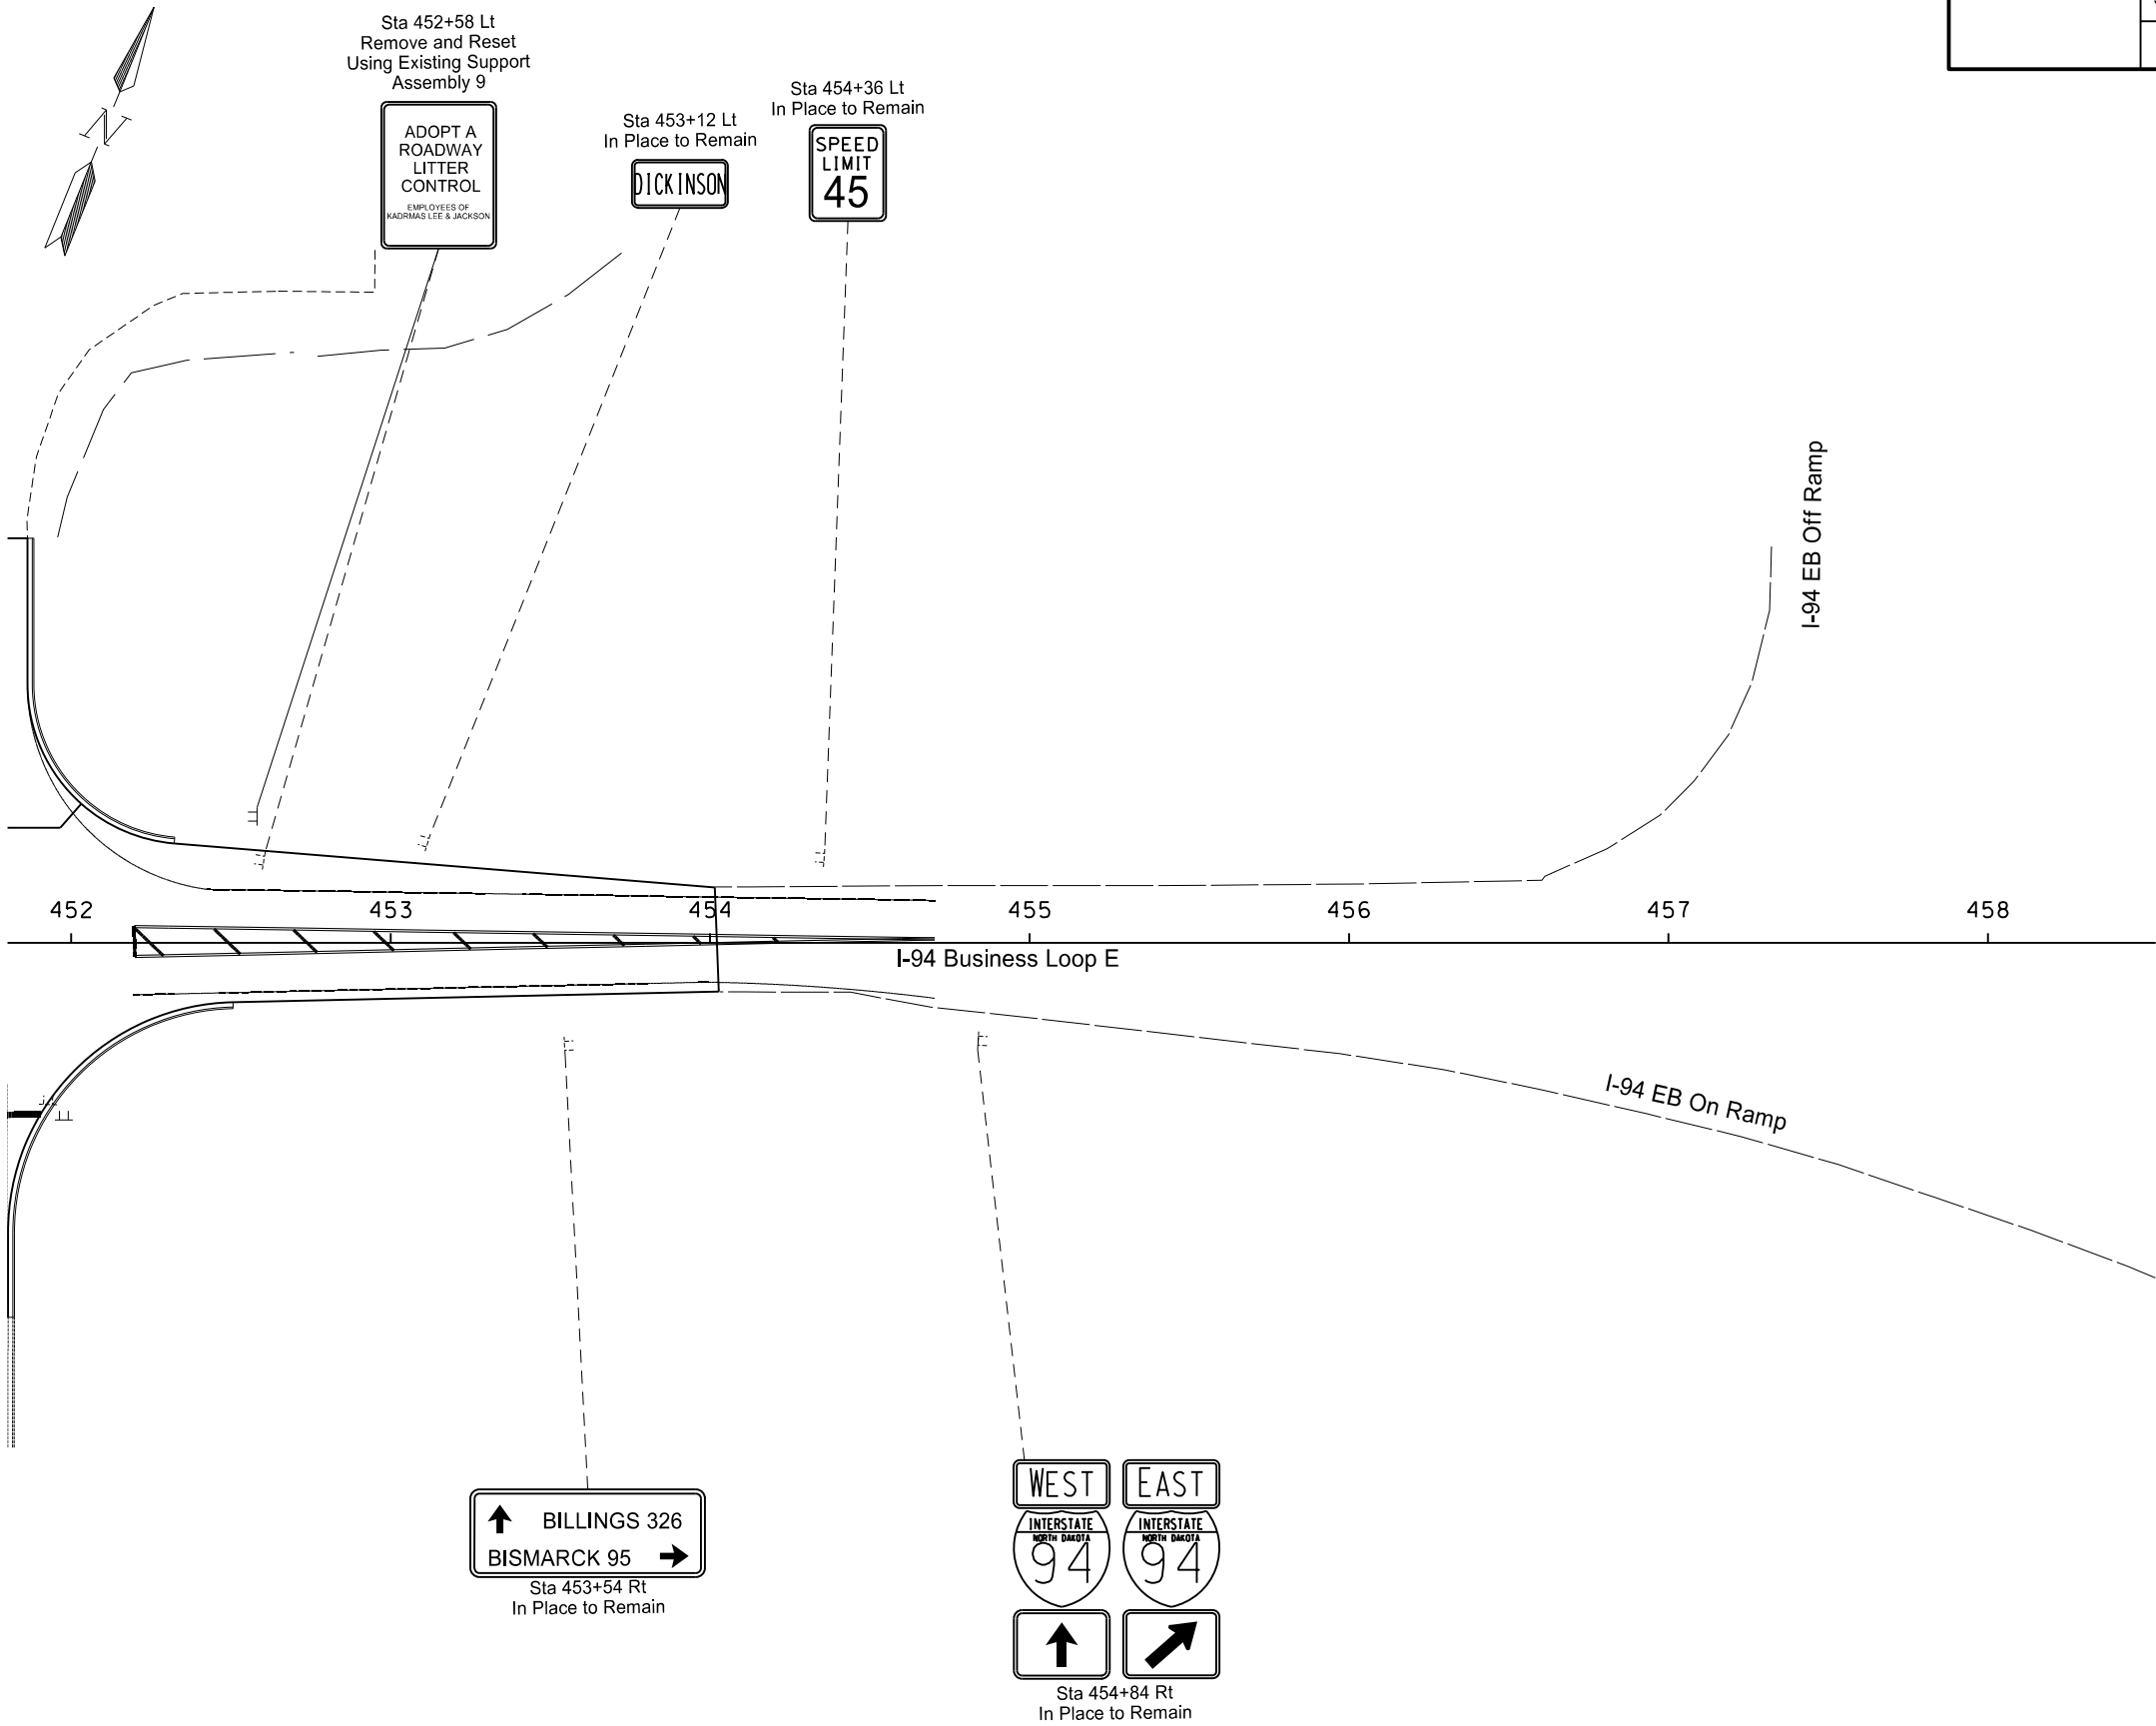 Sta 452+58 Lt
Remove and Reset
Using Existing Support
Assembly 9
ADOPT A
ROADWAY
LITTER
CONTROL
EMPLOYEES OF
KADRMAS LEE & JACKSON
Sta 453+12 Lt
In Place to Remain
DICKINSON
Sta 454+36 Lt
In Place to Remain
SPEED
LIMIT
45
N
I-94 EB Off Ramp
452 453 454 455 456 457 458
I-94 Business Loop E
I-94 EB On Ramp
BILLINGS 326
BISMARCK 95
Sta 453+54 Rt
In Place to Remain
WEST
INTERSTATE
NORTH DAKOTA
94
EAST
INTERSTATE
NORTH DAKOTA
94
Sta 454+84 Rt
In Place to Remain